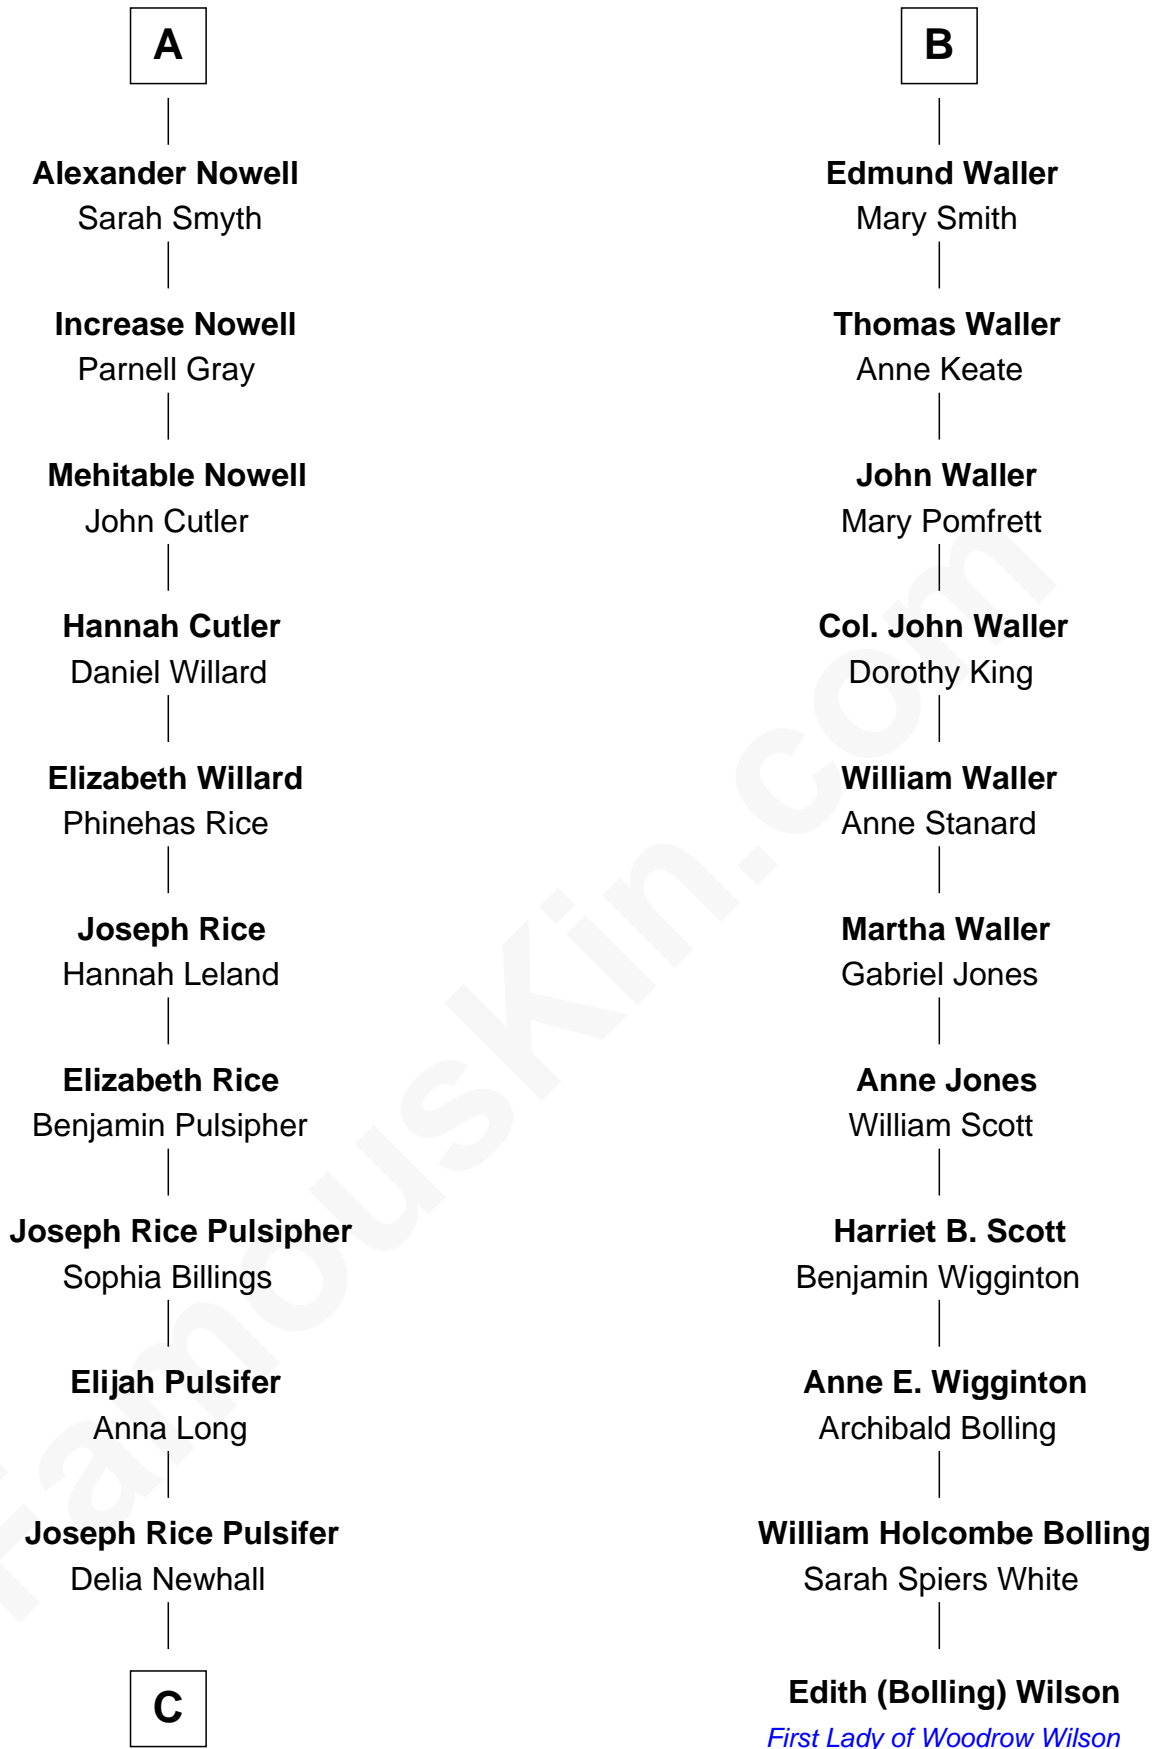 A
Alexander Nowell
Sarah Smyth
Increase Nowell
Parnell Gray
Mehitable Nowell
John Cutler
Hannah Cutler
Daniel Willard
Elizabeth Willard
Phinehas Rice
Joseph Rice
Hannah Leland
Elizabeth Rice
Benjamin Pulsipher
Joseph Rice Pulsipher
Sophia Billings
Elijah Pulsifer
Anna Long
Joseph Rice Pulsifer
Delia Newhall
C
B
Edmund Waller
Mary Smith
Thomas Waller
Anne Keate
John Waller
Mary Pomfrett
Col. John Waller
Dorothy King
William Waller
Anne Stanard
Martha Waller
Gabriel Jones
Anne Jones
William Scott
Harriet B. Scott
Benjamin Wigginton
Anne E. Wigginton
Archibald Bolling
William Holcombe Bolling
Sarah Spiers White
Edith (Bolling) Wilson
First Lady of Woodrow Wilson
FamousKin.com